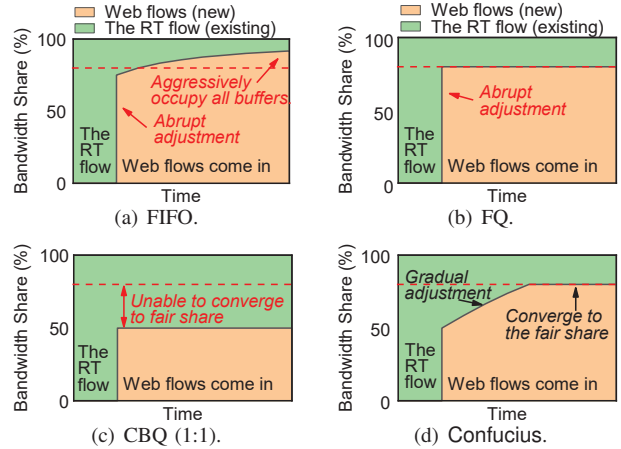 Web flows (new)
The RT flow (existing)
Bandwidth Share (%)
100
50
0
Aggressively
occupy all buffers
Abrupt
adjustment
The
RT
flow
Web flows come in
Time
(a) FIFO.
Web flows (new)
The RT flow (existing)
Bandwidth Share (%)
100
50
0
Abrupt
adjustment
The
RT
flow
Web flows come in
Time
(b) FQ.
Bandwidth Share (%)
100
50
0
Unable to converge
to fair share
The
RT
flow
Web flows come in
Time
(c) CBQ (1:1).
Bandwidth Share (%)
100
50
0
Gradual
adjustment
Converge to
the fair share
The
RT
flow
Web flows come in
Time
(d) Confucius.